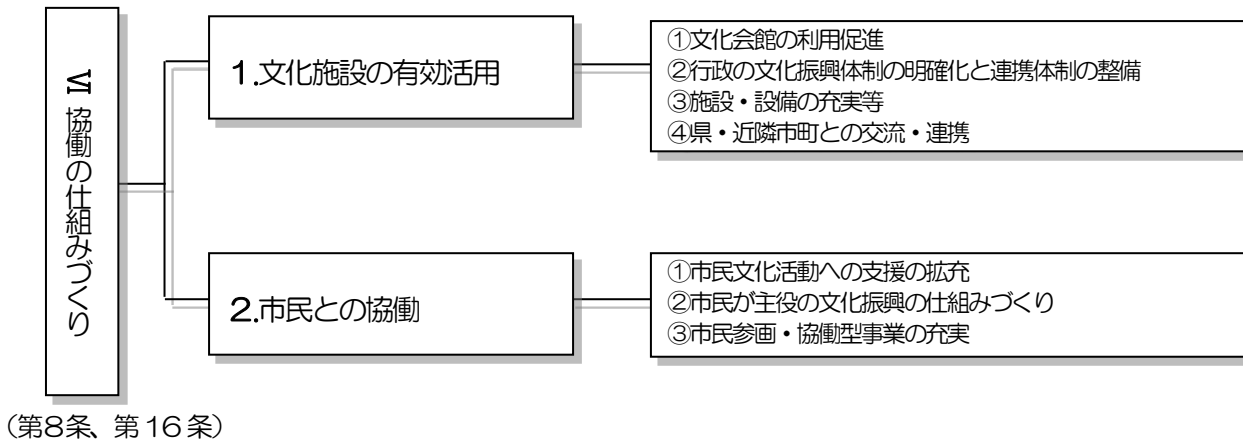 Ⅵ 協働の仕組みづくり
1.文化施設の有効活用
①文化会館の利用促進
②行政の文化振興体制の明確化と連携体制の整備
③施設・設備の充実等
④県・近隣市町との交流・連携
2.市民との協働
①市民文化活動への支援の拡充
②市民が主役の文化振興の仕組みづくり
③市民参画・協働型事業の充実
(第8条、第16条)